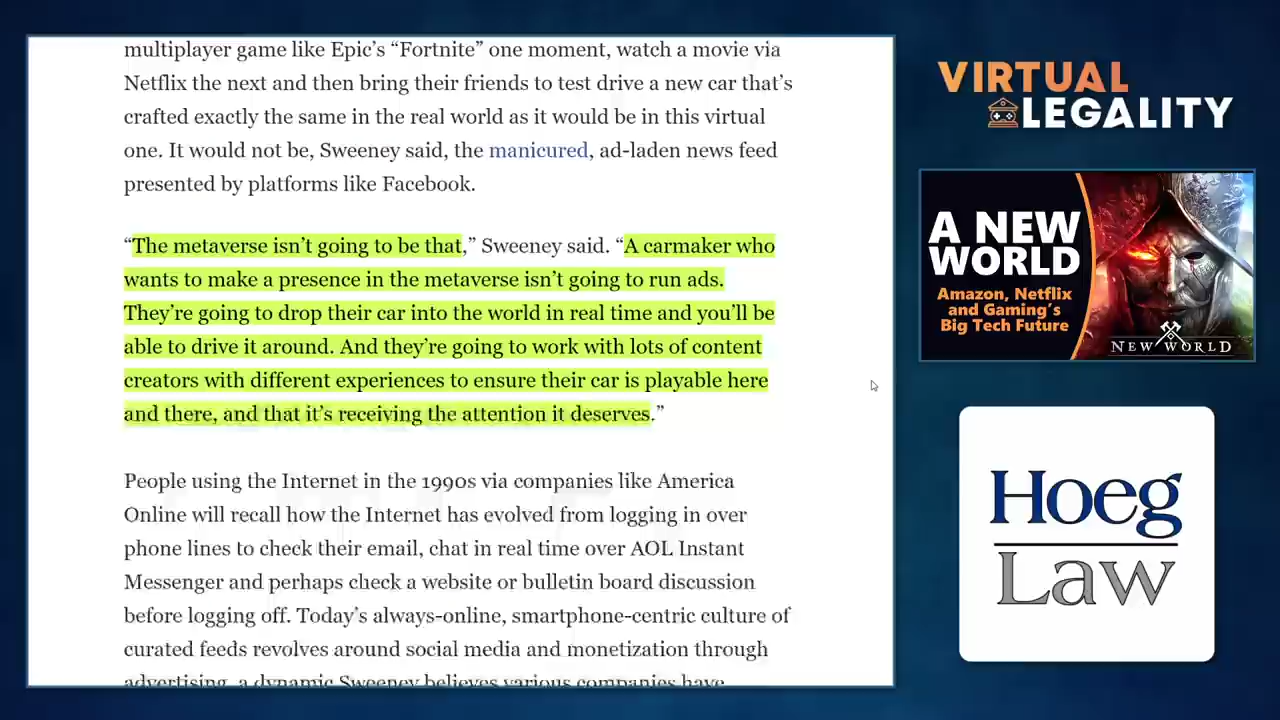 multiplayer game like Epic’s “Fortnite” one moment, watch a movie via
Netflix the next and then bring their friends to test drive a new car that’s
crafted exactly the same in the real world as it would be in this virtual
one. It would not be, Sweeney said, the manicured, ad-laden news feed
presented by platforms like Facebook.
“The metaverse isn’t going to be that,” Sweeney said. “A carmaker who
wants to make a presence in the metaverse isn’t going to run ads.
They’re going to drop their car into the world in real time and you’ll be
able to drive it around. And they’re going to work with lots of content
creators with different experiences to ensure their car is playable here
and there, and that it’s receiving the attention it deserves.”
People using the Internet in the 1990s via companies like America
Online will recall how the Internet has evolved from logging in over
phone lines to check their email, chat in real time over AOL Instant
Messenger and perhaps check a website or bulletin board discussion
before logging off. Today’s always-online, smartphone-centric culture of
curated feeds revolves around social media and monetization through
advertising, a dynamic Sweeney believes various companies have
VIRTUAL
LEGALITY
A NEW
WORLD
Amazon, Netflix
and Gaming’s
Big Tech Future
NEW WORLD
Hoeg
Law